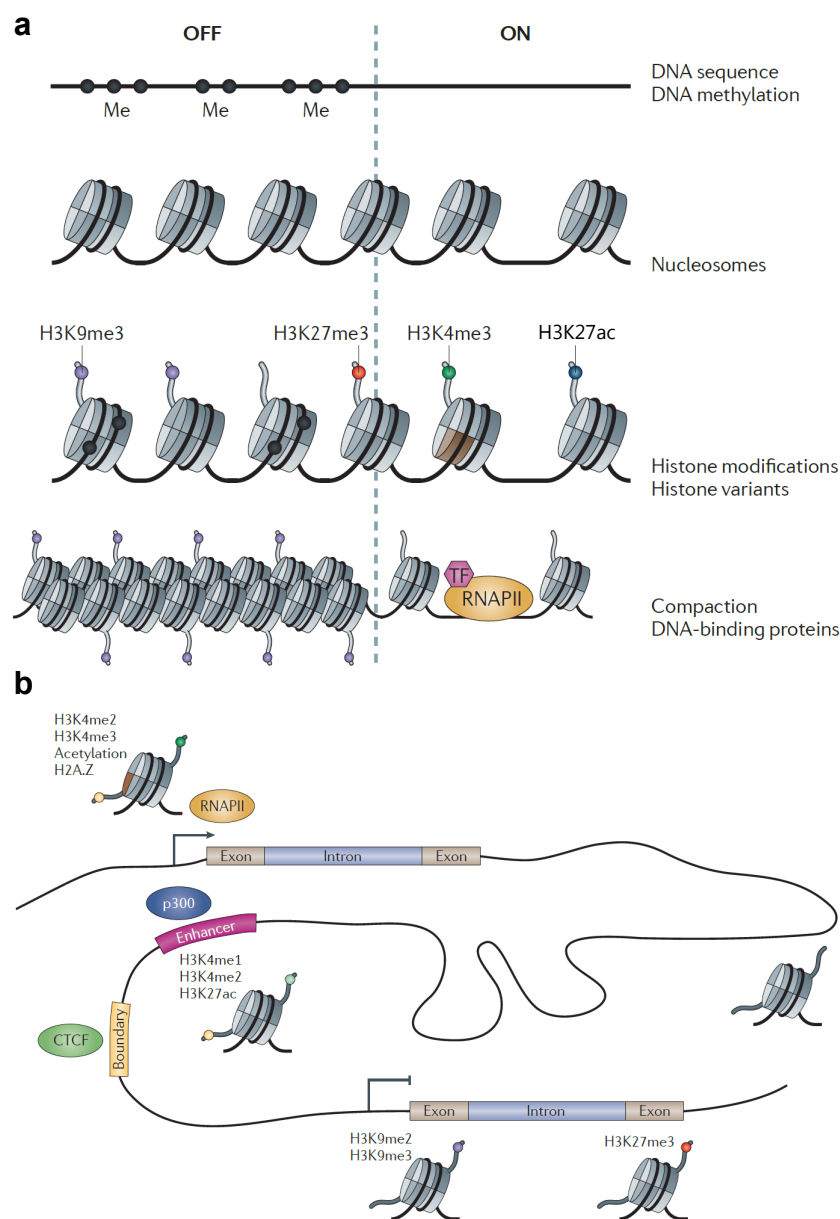 a
OFF
ON
DNA sequence
DNA methylation
Me
Me
Me
Nucleosomes
H3K9me3
H3K27me3
H3K4me3
H3K27ac
Histone modifications
Histone variants
TF
RNAPII
Compaction
DNA-binding proteins
b
H3K4me2
H3K4me3
Acetylation
H2A.Z
RNAPII
Exon
Intron
Exon
p300
Enhancer
H3K4me1
H3K4me2
H3K27ac
CTCF
Boundary
Exon
Intron
Exon
H3K9me2
H3K9me3
H3K27me3